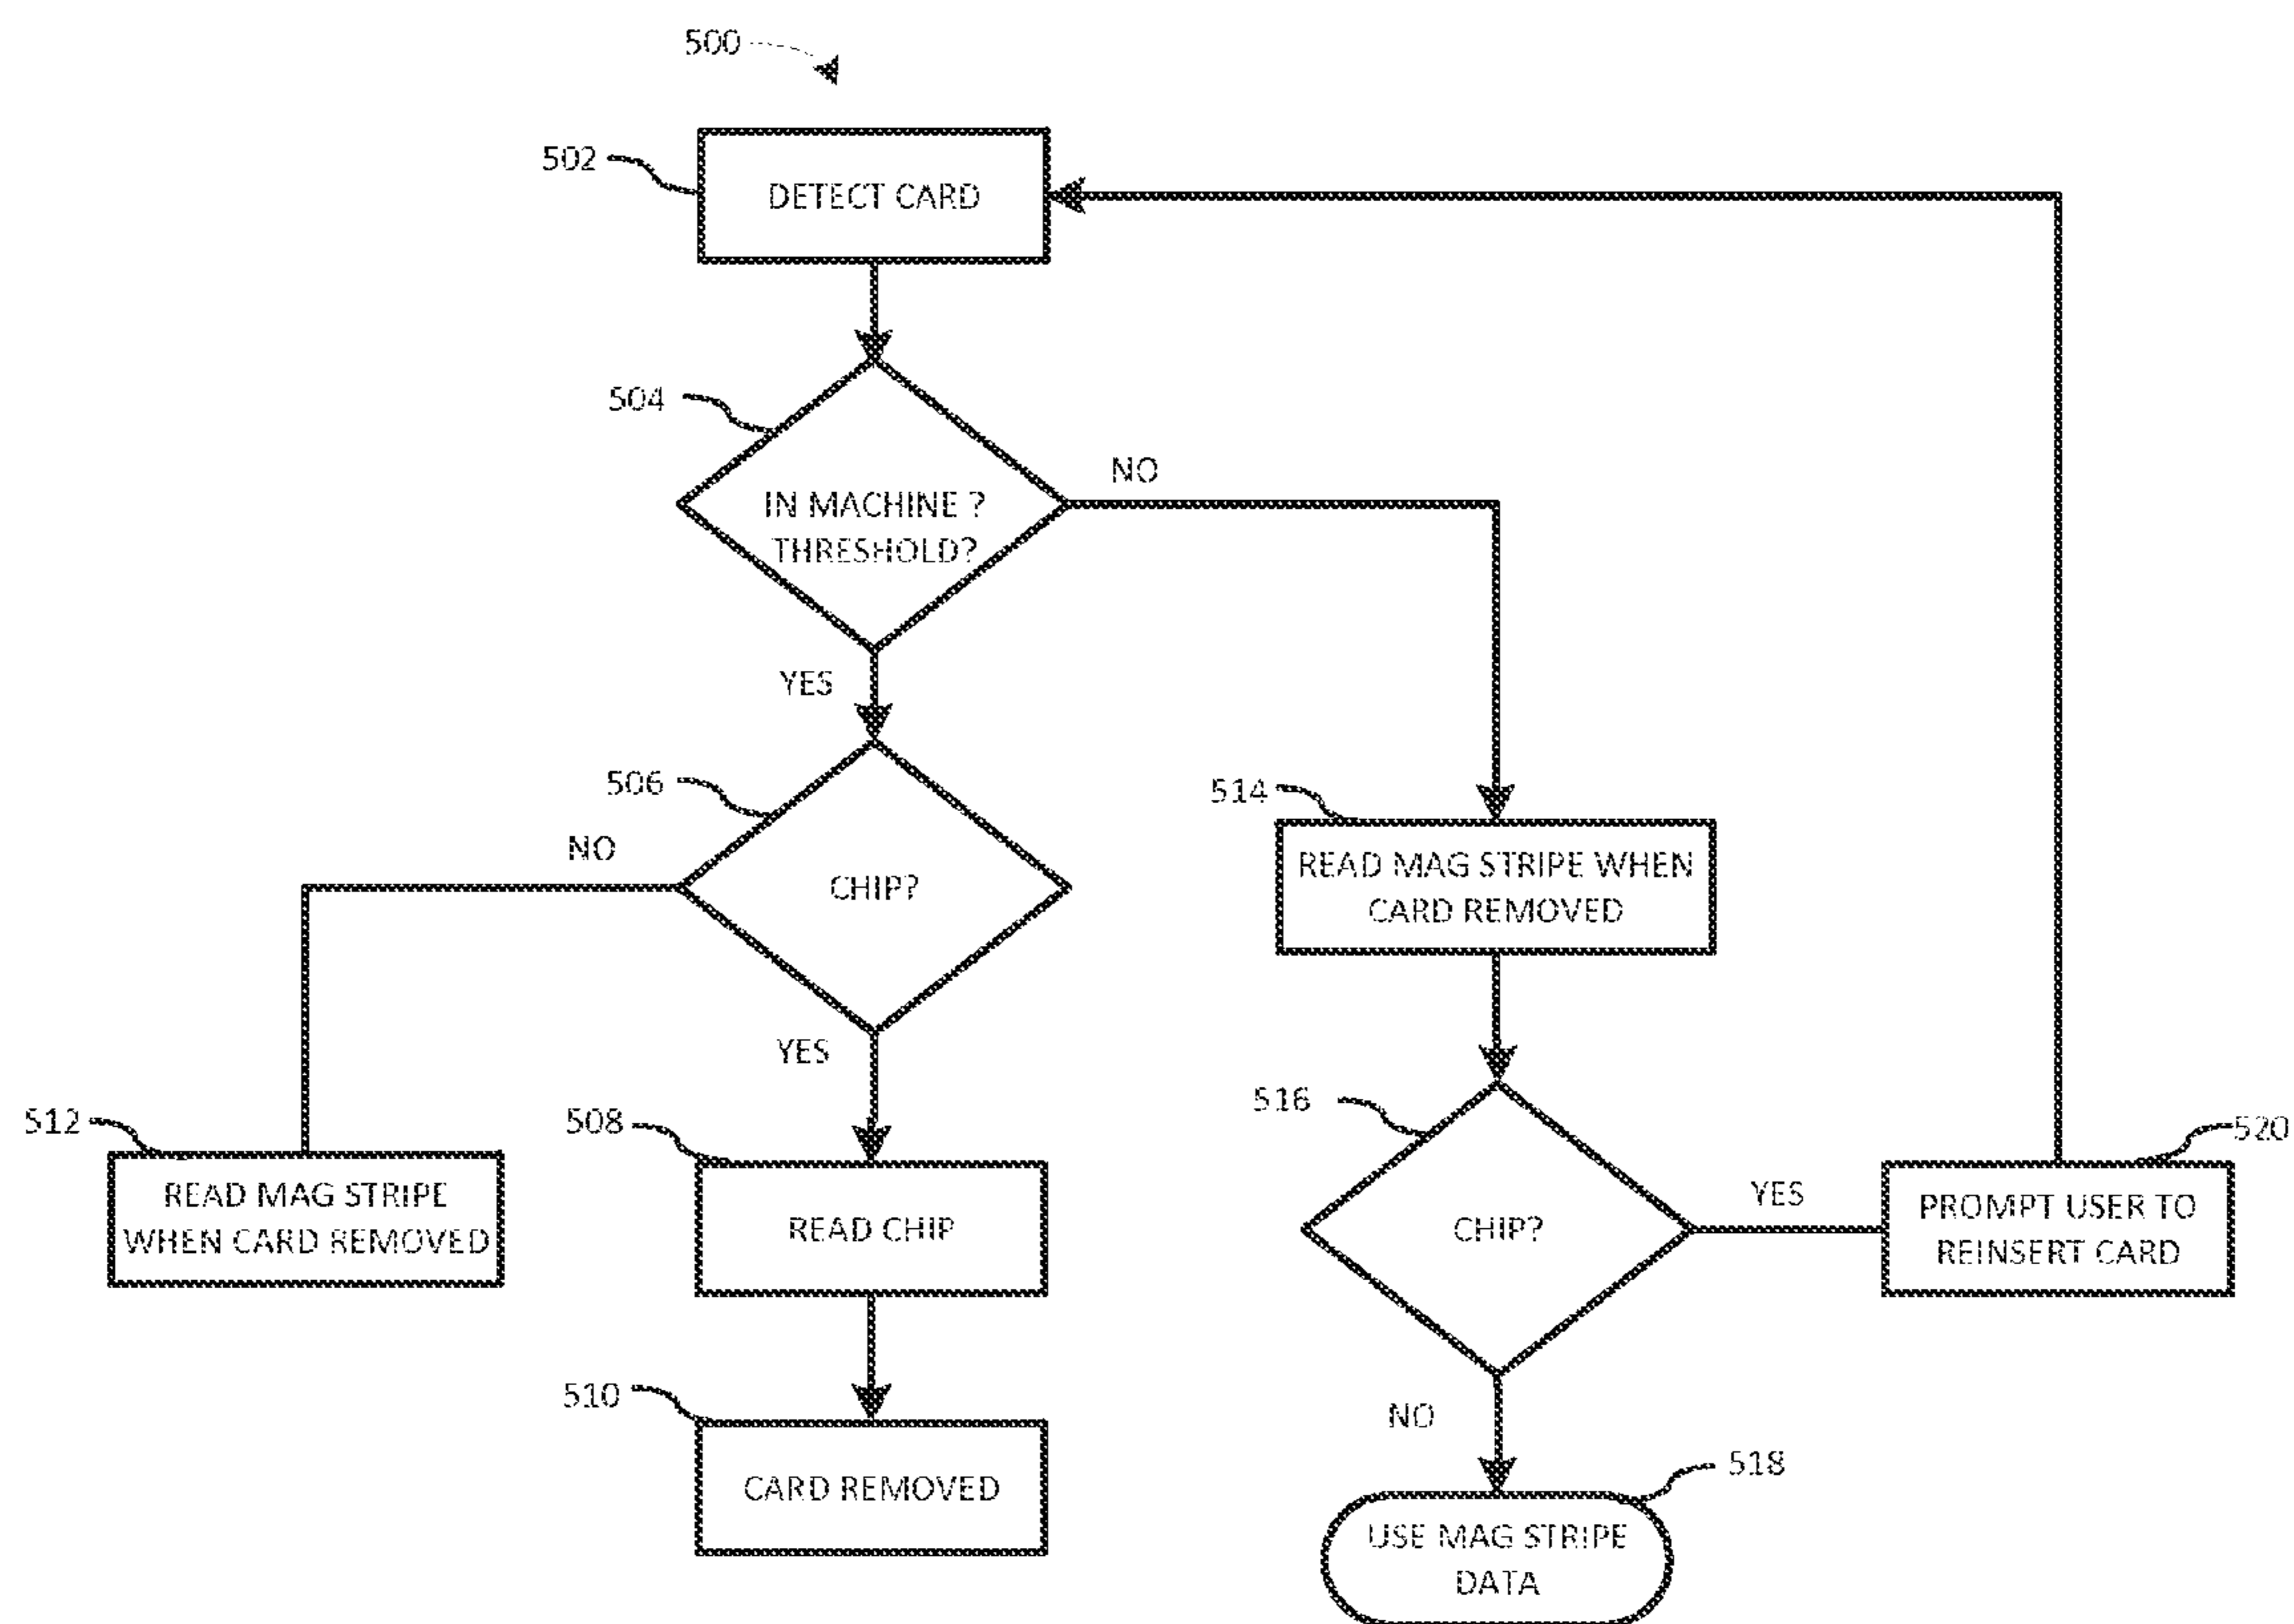 500
502
DETECT CARD
504
NO
IN MACHINE ?
THRESHOLD?
YES
506
514
NO
READ MAG STRIPE WHEN
CARD REMOVED
CHIP?
YES
516
512
508
520
READ MAG STRIPE
WHEN CARD REMOVED
READ CHIP
CHIP?
YES
PROMPT USER TO
REINSERT CARD
510
NO
CARD REMOVED
518
USE MAG STRIPE
DATA